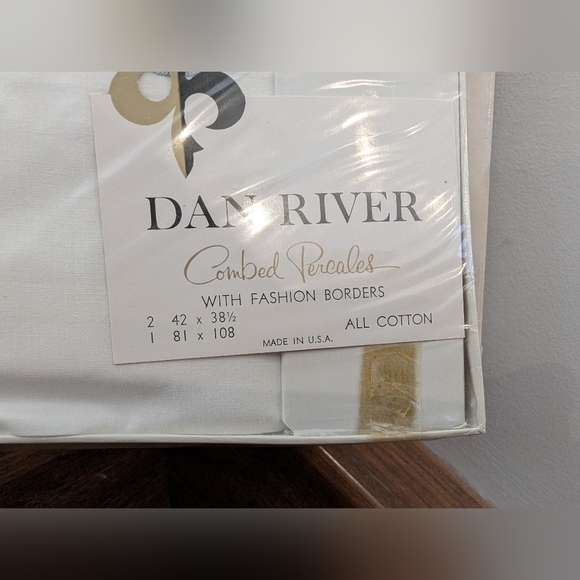 DAN RIVER
Combed Percales
WITH FASHION BORDERS
2 42 x 38½
1 81 x 108
ALL COTTON
MADE IN U.S.A.